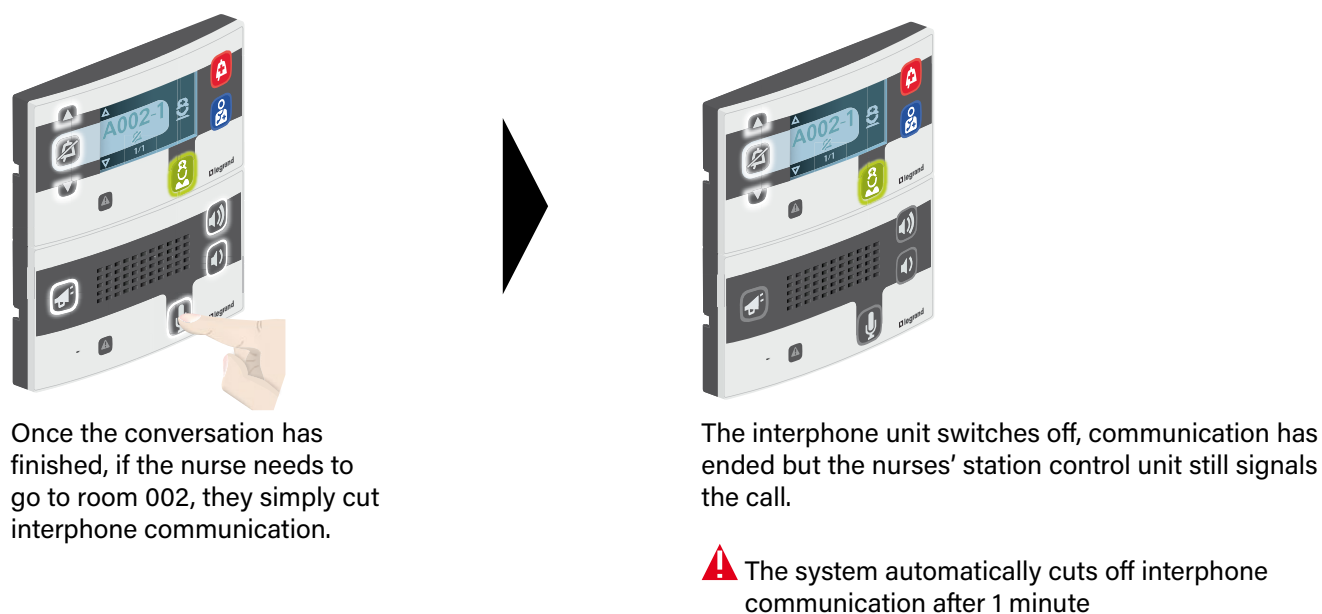 A002-1
1/1
legrand
legrand
Once the conversation has
finished, if the nurse needs to
go to room 002, they simply cut
interphone communication.
A002-1
1/1
legrand
legrand
The interphone unit switches off, communication has
ended but the nurses’ station control unit still signals
the call.
The system automatically cuts off interphone
communication after 1 minute